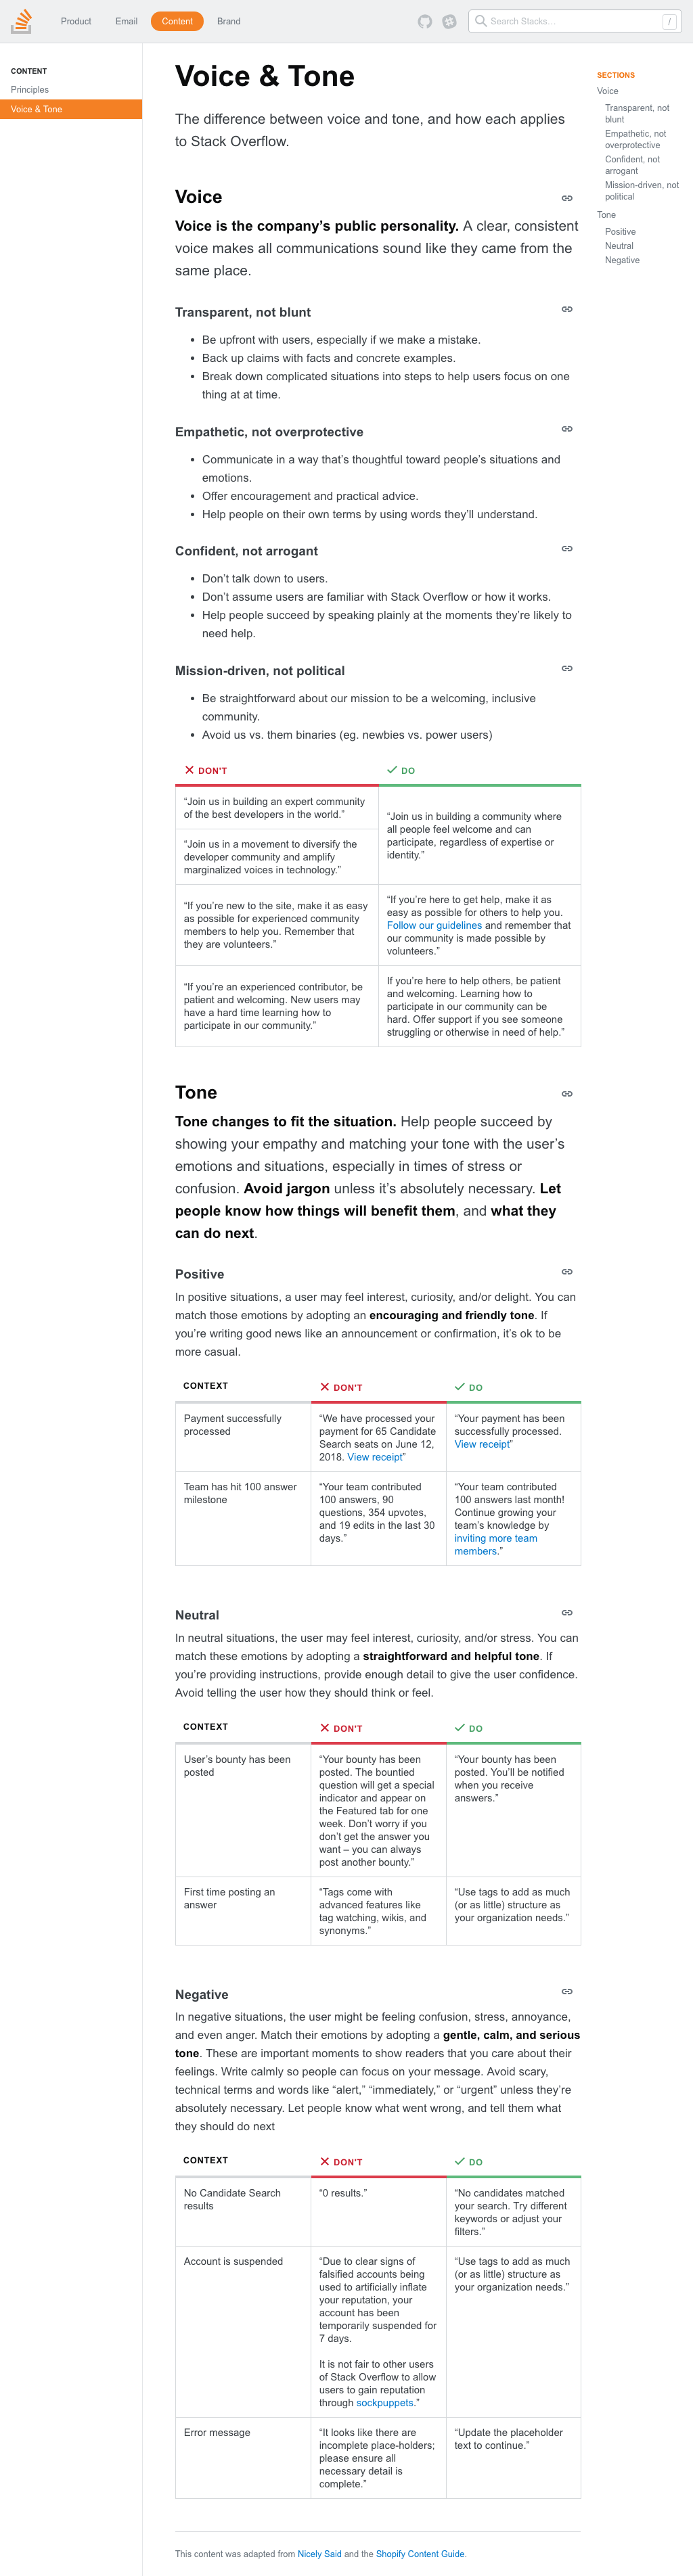 Product Email Content Brand Search Stacks... /
CONTENT
Principles
Voice & Tone
Voice & Tone
The difference between voice and tone, and how each applies
to Stack Overflow.
Voice
Voice is the company’s public personality. A clear, consistent
voice makes all communications sound like they came from the
same place.
Transparent, not blunt
• Be upfront with users, especially if we make a mistake.
• Back up claims with facts and concrete examples.
• Break down complicated situations into steps to help users focus on one
thing at at time.
Empathetic, not overprotective
• Communicate in a way that’s thoughtful toward people’s situations and
emotions.
• Offer encouragement and practical advice.
• Help people on their own terms by using words they’ll understand.
Confident, not arrogant
• Don’t talk down to users.
• Don’t assume users are familiar with Stack Overflow or how it works.
• Help people succeed by speaking plainly at the moments they’re likely to
need help.
Mission-driven, not political
• Be straightforward about our mission to be a welcoming, inclusive
community.
• Avoid us vs. them binaries (eg. newbies vs. power users)
DON'T
DO
“Join us in building an expert community
of the best developers in the world.”
“Join us in a movement to diversify the
developer community and amplify
marginalized voices in technology.”
“Join us in building a community where
all people feel welcome and can
participate, regardless of expertise or
identity.”
“If you’re new to the site, make it as easy
as possible for experienced community
members to help you. Remember that
they are volunteers.”
“If you’re here to get help, make it as
easy as possible for others to help you.
Follow our guidelines and remember that
our community is made possible by
volunteers.”
“If you’re an experienced contributor, be
patient and welcoming. New users may
have a hard time learning how to
participate in our community.”
If you’re here to help others, be patient
and welcoming. Learning how to
participate in our community can be
hard. Offer support if you see someone
struggling or otherwise in need of help.”
Tone
Tone changes to fit the situation. Help people succeed by
showing your empathy and matching your tone with the user’s
emotions and situations, especially in times of stress or
confusion. Avoid jargon unless it’s absolutely necessary. Let
people know how things will benefit them, and what they
can do next.
Positive
In positive situations, a user may feel interest, curiosity, and/or delight. You can
match those emotions by adopting an encouraging and friendly tone. If
you’re writing good news like an announcement or confirmation, it’s ok to be
more casual.
CONTEXT
DON'T
DO
Payment successfully
processed
“We have processed your
payment for 65 Candidate
Search seats on June 12,
2018. View receipt”
“Your payment has been
successfully processed.
View receipt”
Team has hit 100 answer
milestone
“Your team contributed
100 answers, 90
questions, 354 upvotes,
and 19 edits in the last 30
days.”
“Your team contributed
100 answers last month!
Continue growing your
team’s knowledge by
inviting more team
members.”
Neutral
In neutral situations, the user may feel interest, curiosity, and/or stress. You can
match these emotions by adopting a straightforward and helpful tone. If
you’re providing instructions, provide enough detail to give the user confidence.
Avoid telling the user how they should think or feel.
CONTEXT
DON'T
DO
User’s bounty has been
posted
“Your bounty has been
posted. The bountied
question will get a special
indicator and appear on
the Featured tab for one
week. Don’t worry if you
don’t get the answer you
want – you can always
post another bounty.”
“Your bounty has been
posted. You’ll be notified
when you receive
answers.”
First time posting an
answer
“Tags come with
advanced features like
tag watching, wikis, and
synonyms.”
“Use tags to add as much
(or as little) structure as
your organization needs.”
Negative
In negative situations, the user might be feeling confusion, stress, annoyance,
and even anger. Match their emotions by adopting a gentle, calm, and serious
tone. These are important moments to show readers that you care about their
feelings. Write calmly so people can focus on your message. Avoid scary,
technical terms and words like “alert,” “immediately,” or “urgent” unless they’re
absolutely necessary. Let people know what went wrong, and tell them what
they should do next
CONTEXT
DON'T
DO
No Candidate Search
results
“0 results.”
“No candidates matched
your search. Try different
keywords or adjust your
filters.”
Account is suspended
“Due to clear signs of
falsified accounts being
used to artificially inflate
your reputation, your
account has been
temporarily suspended for
7 days.
It is not fair to other users
of Stack Overflow to allow
users to gain reputation
through sockpuppets.”
“Use tags to add as much
(or as little) structure as
your organization needs.”
Error message
“It looks like there are
incomplete place-holders;
please ensure all
necessary detail is
complete.”
“Update the placeholder
text to continue.”
This content was adapted from Nicely Said and the Shopify Content Guide.
SECTIONS
Voice
Transparent, not
blunt
Empathetic, not
overprotective
Confident, not
arrogant
Mission-driven, not
political
Tone
Positive
Neutral
Negative